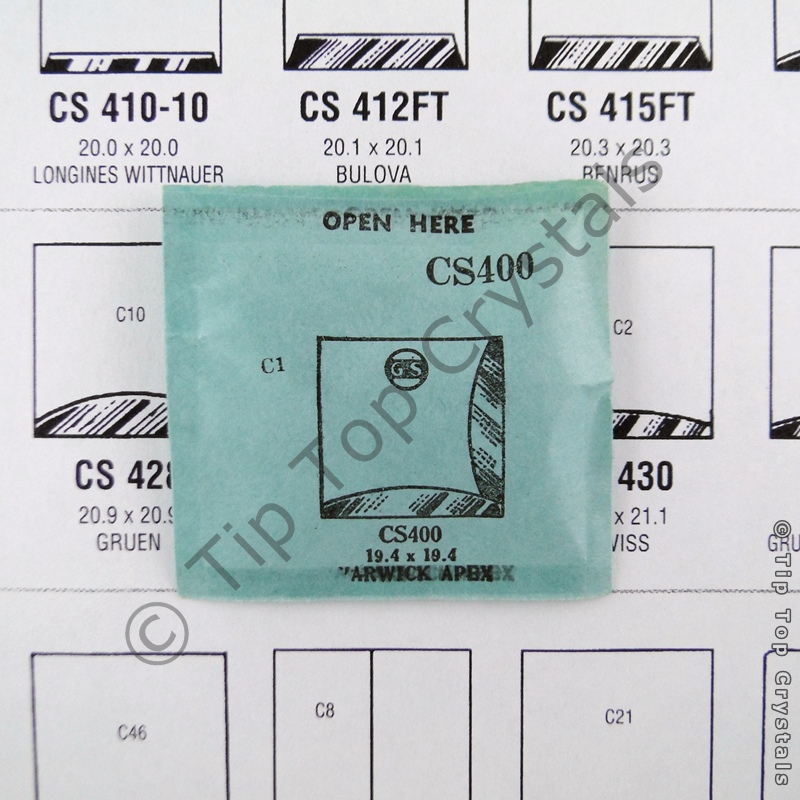 CS 410-10
20.0 x 20.0
LONGINES WITTNAUER
CS 412FT
20.1 x 20.1
BULOVA
CS 415FT
20.3 x 20.3
BENRUS
OPEN HERE
CS400
C1
GS
CS400
19.4 x 19.4
WARWICK APEX
C10
CS 428
20.9 x 20.9
GRUEN
C2
430
x 21.1
GRU
C46
C8
C21
© Tip Top Crystals
©Tip Top Crystals